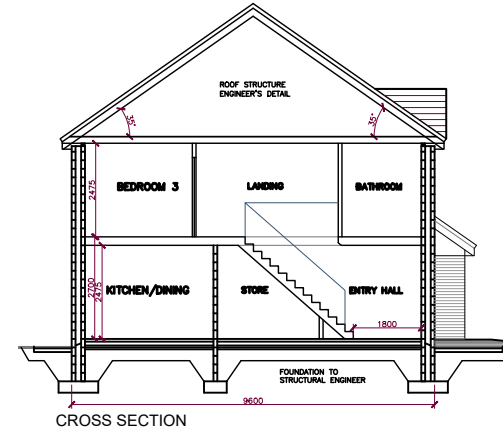 ROOF STRUCTURE
ENGINEER'S DETAIL
35°
35°
2475
BEDROOM 3
LANDING
BATHROOM
2700
2475
KITCHEN/DINING
STORE
ENTRY HALL
1800
FOUNDATION TO
STRUCTURAL ENGINEER
9600
CROSS SECTION